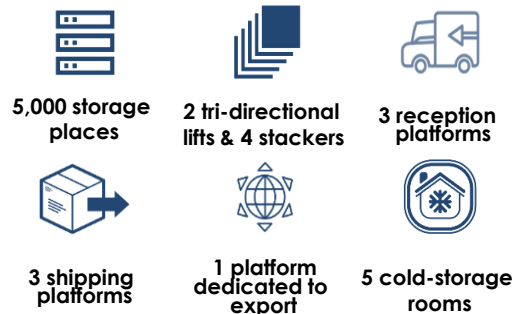 5,000 storage
places
2 tri-directional
lifts & 4 stackers
3 reception
platforms
3 shipping
platforms
1 platform
dedicated to
export
5 cold-storage
rooms